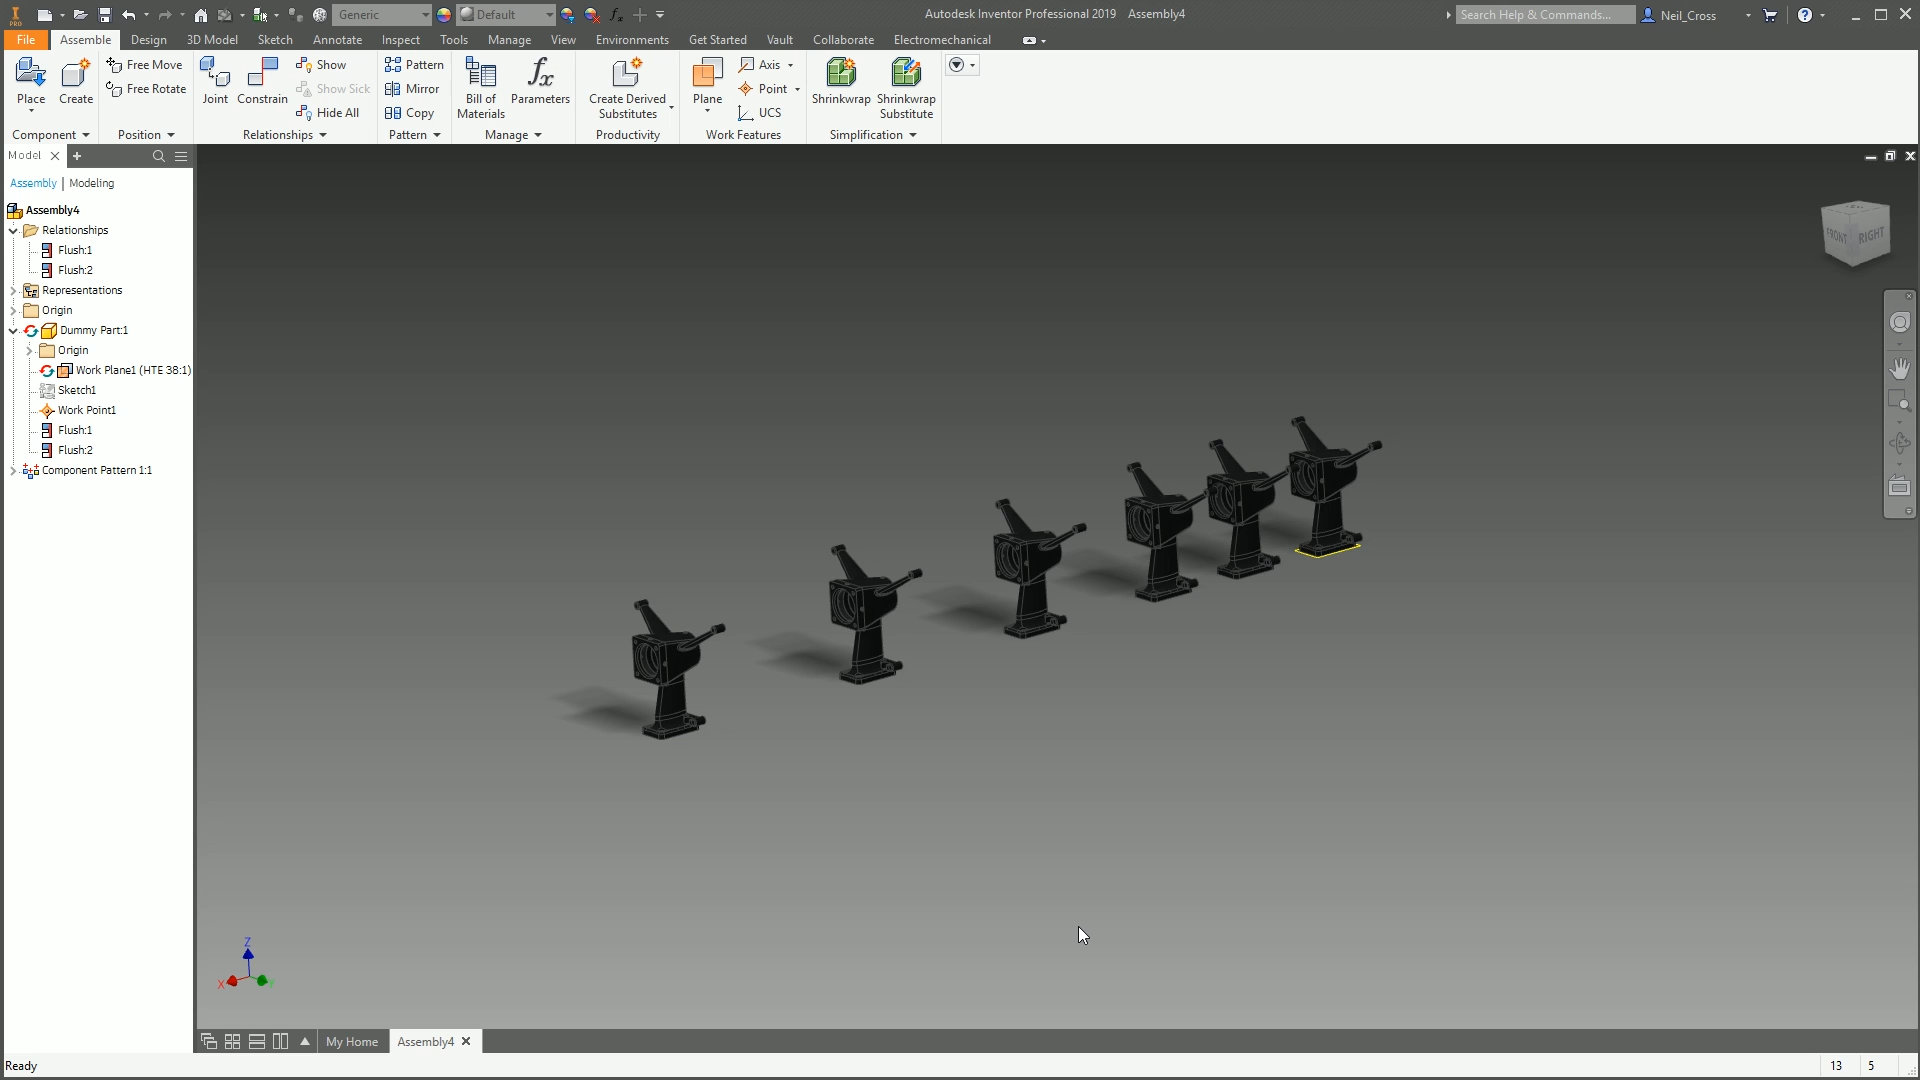 PRO Generic Default fx Autodesk Inventor Professional 2019 Assembly4 Search Help & Commands... Neil_Cross
File Assemble Design 3D Model Sketch Annotate Inspect Tools Manage View Environments Get Started Vault Collaborate Electromechanical
Place Create Free Move Joint Constrain Show Pattern Bill of Materials fx Parameters Create Derived Substitutes Plane Axis Shrinkwrap Shrinkwrap Substitute
Free Rotate Show Sick Mirror Point
Hide All Copy UCS
Component Position Relationships Pattern Manage Productivity Work Features Simplification
Model
Assembly | Modeling
Assembly4
Relationships
Flush:1
Flush:2
Representations
Origin
Dummy Part:1
Origin
Work Plane1 (HTE 38:1)
Sketch1
Work Point1
Flush:1
Flush:2
Component Pattern 1:1
FRONT RIGHT
Z
X Y
My Home Assembly4
Ready 13 5